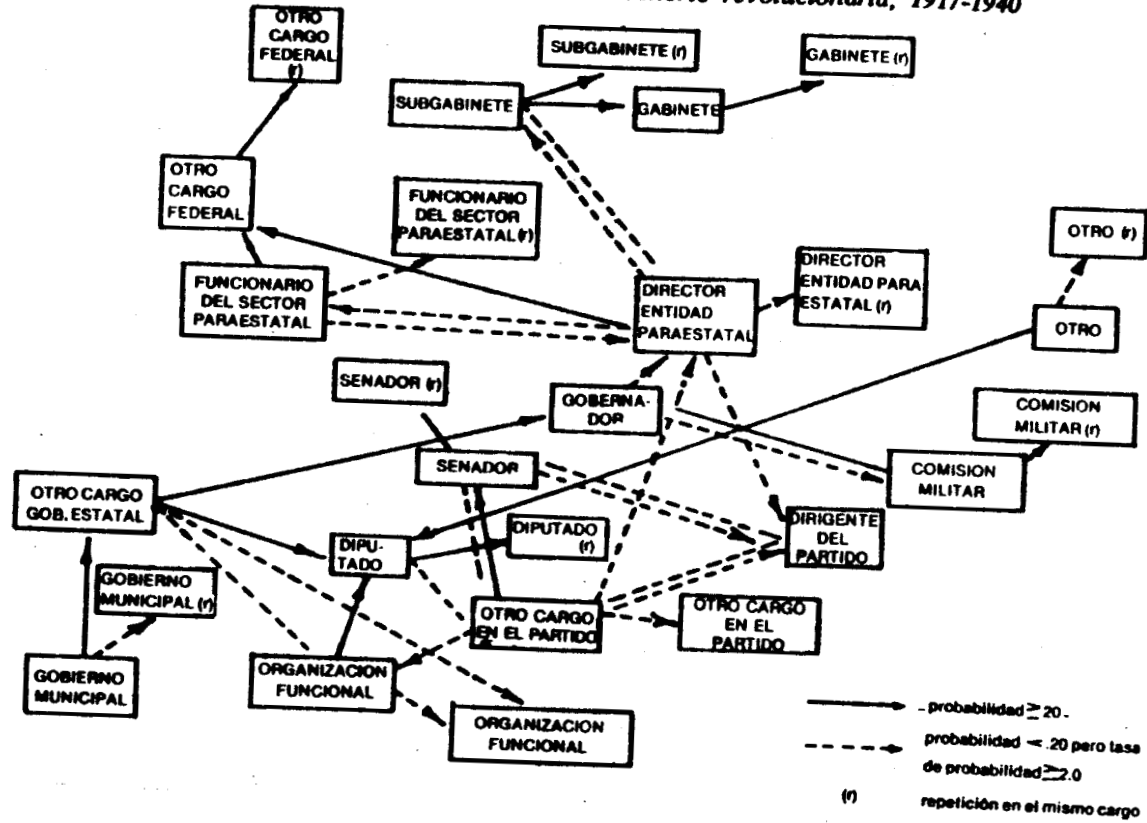 revolucionaria, 1917-1940
OTRO
CARGO
FEDERAL
(r)
SUBGABINETE (r)
GABINETE (r)
SUBGABINETE
GABINETE
OTRO
CARGO
FEDERAL
FUNCIONARIO
DEL SECTOR
PARAESTATAL (r)
OTRO (r)
FUNCIONARIO
DEL SECTOR
PARAESTATAL
DIRECTOR
ENTIDAD
PARAESTATAL
DIRECTOR
ENTIDAD PARA
ESTATAL (r)
OTRO
SENADOR (r)
GOBERNA-
DOR
COMISION
MILITAR (r)
SENADOR
COMISION
MILITAR
OTRO CARGO
GOB. ESTATAL
DIPU-
TADO
DIPUTADO
(r)
DIRIGENTE
DEL
PARTIDO
GOBIERNO
MUNICIPAL (r)
OTRO CARGO
EN EL PARTIDO
OTRO CARGO
EN EL
PARTIDO
GOBIERNO
MUNICIPAL
ORGANIZACION
FUNCIONAL
ORGANIZACION
FUNCIONAL
probabilidad ≥ 20
probabilidad < .20 pero tasa
de probabilidad ≥ 2.0
(r) repetición en el mismo cargo